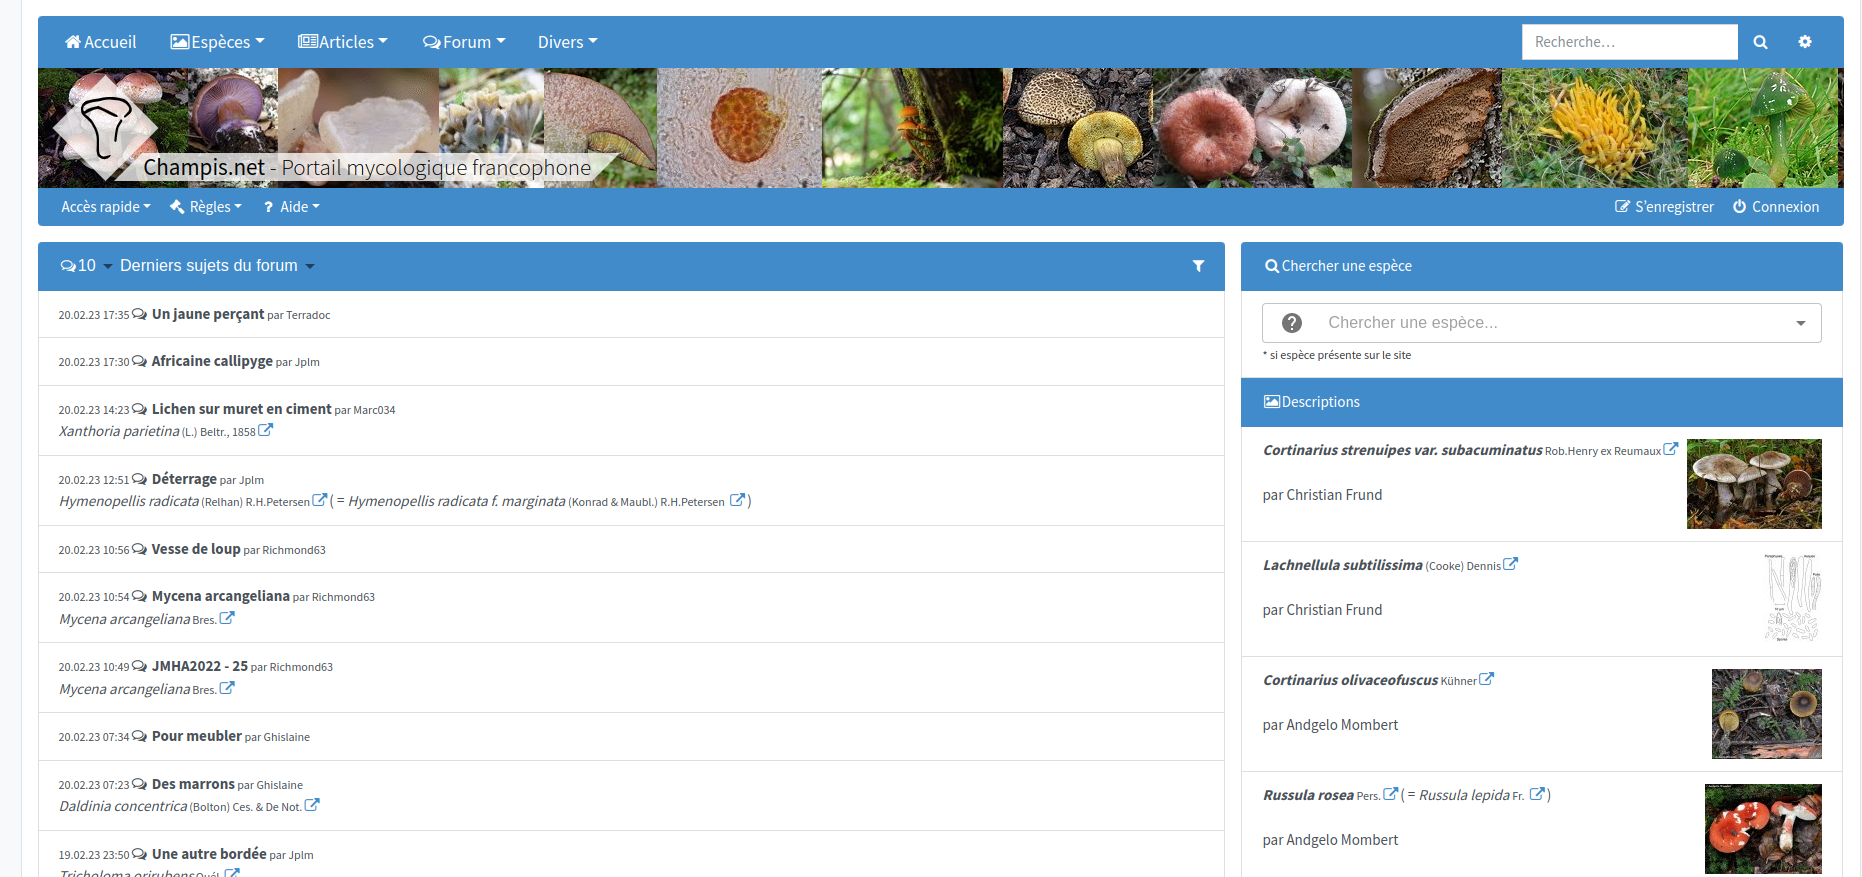 Accueil Espèces Articles Forum Divers Recherche...
Champis.net - Portail mycologique francophone
Accès rapide Règles ? Aide S'enregistrer Connexion
10 Derniers sujets du forum
20.02.23 17:35 Un jaune perçant par Terradoc
20.02.23 17:30 Africaine callipyge par Jplm
20.02.23 14:23 Lichen sur muret en ciment par Marc034
Xanthoria parietina (L.) Beltr., 1858
20.02.23 12:51 Déterrage par Jplm
Hymenopellis radicata (Relhan) R.H.Petersen ( = Hymenopellis radicata f. marginata (Konrad & Maubl.) R.H.Petersen )
20.02.23 10:56 Vesse de loup par Richmond63
20.02.23 10:54 Mycena arcangeliana par Richmond63
Mycena arcangeliana Bres.
20.02.23 10:49 JMHA2022 - 25 par Richmond63
Mycena arcangeliana Bres.
20.02.23 07:34 Pour meubler par Ghislaine
20.02.23 07:23 Des marrons par Ghislaine
Daldinia concentrica (Bolton) Ces. & De Not.
19.02.23 23:50 Une autre bordée par Jplm
Tricholoma orirubens Quél.
Chercher une espèce
? Chercher une espèce...
* si espèce présente sur le site
Descriptions
Cortinarius strenuipes var. subacuminatus Rob.Henry ex Reumaux
par Christian Frund
Lachnellula subtilissima (Cooke) Dennis
par Christian Frund
Cortinarius olivaceofuscus Kühner
par Andgelo Mombert
Russula rosea Pers. ( = Russula lepida Fr. )
par Andgelo Mombert